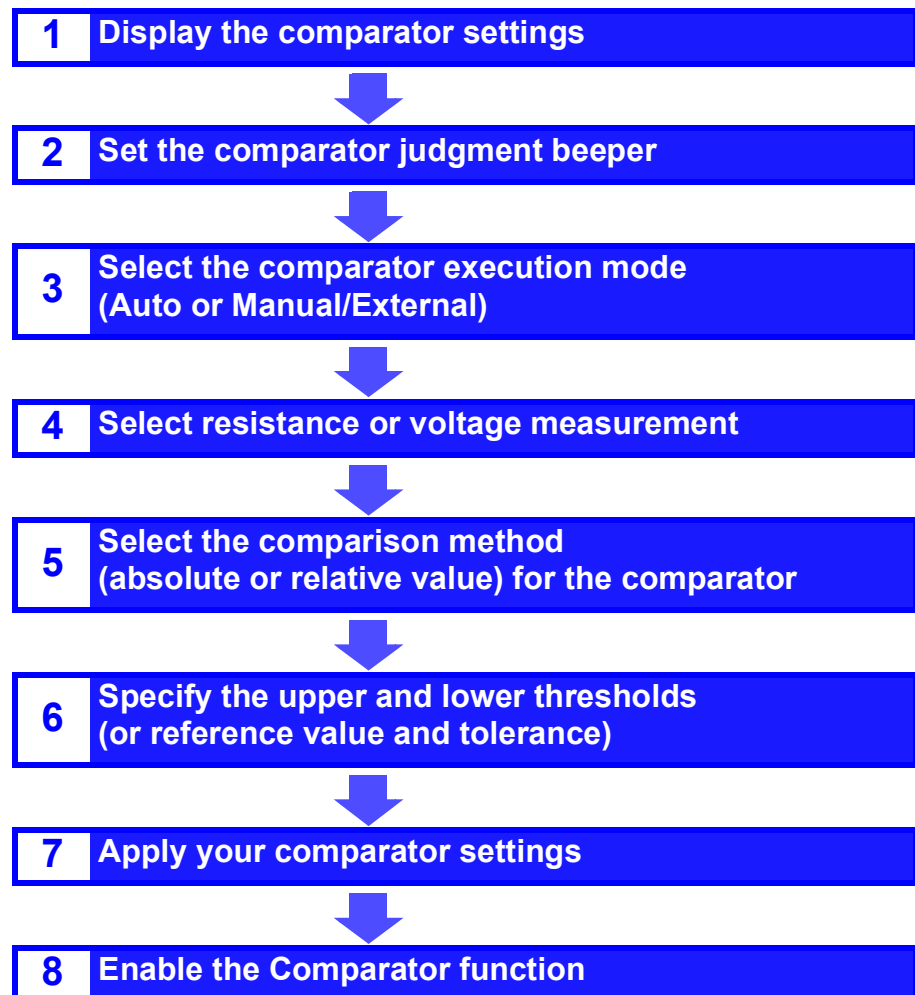 1 Display the comparator settings
2 Set the comparator judgment beeper
3 Select the comparator execution mode
(Auto or Manual/External)
4 Select resistance or voltage measurement
5 Select the comparison method
(absolute or relative value) for the comparator
6 Specify the upper and lower thresholds
(or reference value and tolerance)
7 Apply your comparator settings
8 Enable the Comparator function